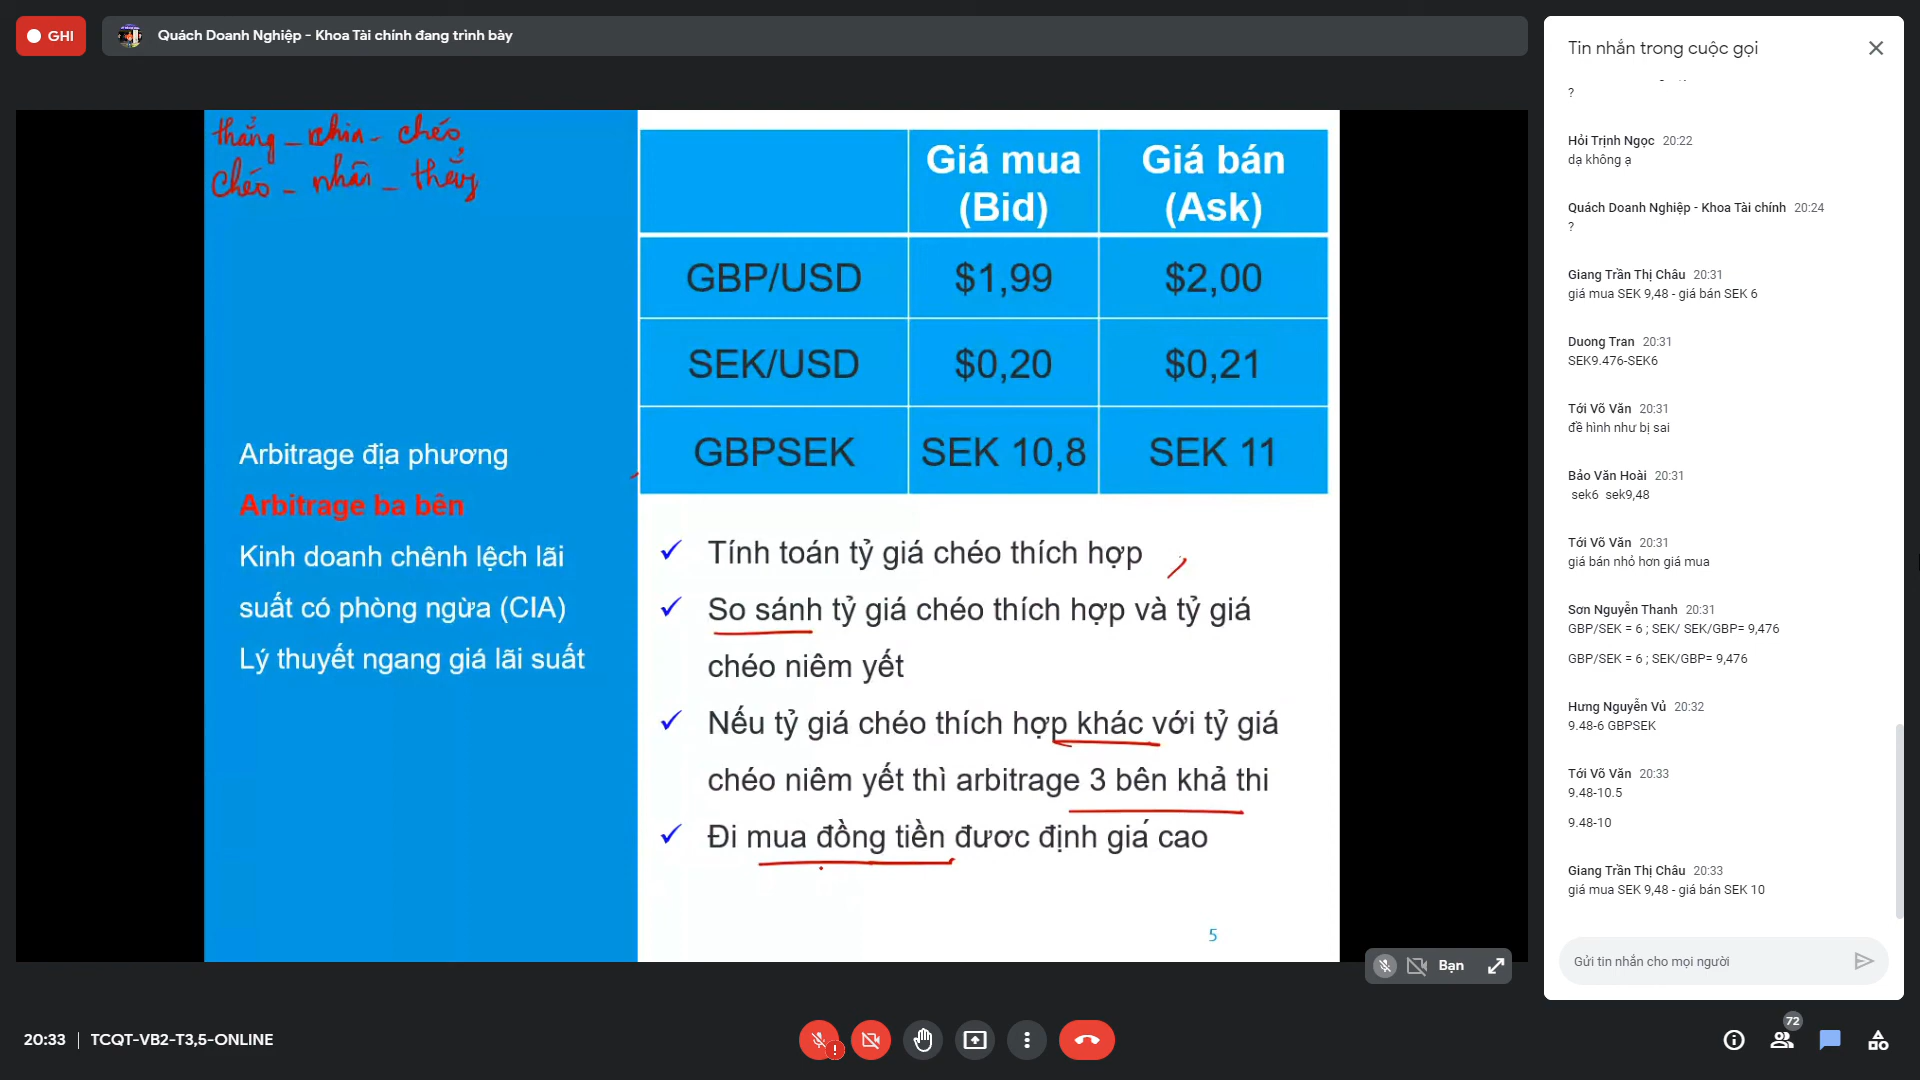 GHI
Quách Doanh Nghiệp - Khoa Tài chính đang trình bày
thẳng - chia - chéo
chéo - nhân - thẳng
Arbitrage địa phương
Arbitrage ba bên
Kinh doanh chênh lệch lãi
suất có phòng ngừa (CIA)
Lý thuyết ngang giá lãi suất
Giá mua (Bid) Giá bán (Ask)
GBP/USD $1,99 $2,00
SEK/USD $0,20 $0,21
GBPSEK SEK 10,8 SEK 11
✓ Tính toán tỷ giá chéo thích hợp
✓ So sánh tỷ giá chéo thích hợp và tỷ giá
chéo niêm yết
✓ Nếu tỷ giá chéo thích hợp khác với tỷ giá
chéo niêm yết thì arbitrage 3 bên khả thi
✓ Đi mua đồng tiền đươc định giá cao
5
Bạn
Tin nhắn trong cuộc gọi
?
Hỏi Trịnh Ngọc 20:22
dạ không ạ
Quách Doanh Nghiệp - Khoa Tài chính 20:24
?
Giang Trần Thị Châu 20:31
giá mua SEK 9,48 - giá bán SEK 6
Duong Tran 20:31
SEK9.476-SEK6
Tới Võ Văn 20:31
đề hình như bị sai
Bảo Văn Hoài 20:31
sek6 sek9,48
Tới Võ Văn 20:31
giá bán nhỏ hơn giá mua
Sơn Nguyễn Thanh 20:31
GBP/SEK = 6 ; SEK/ SEK/GBP= 9,476
GBP/SEK = 6 ; SEK/GBP= 9,476
Hưng Nguyễn Vủ 20:32
9.48-6 GBPSEK
Tới Võ Văn 20:33
9.48-10.5
9.48-10
Giang Trần Thị Châu 20:33
giá mua SEK 9,48 - giá bán SEK 10
Gửi tin nhắn cho mọi người
20:33 | TCQT-VB2-T3,5-ONLINE
72